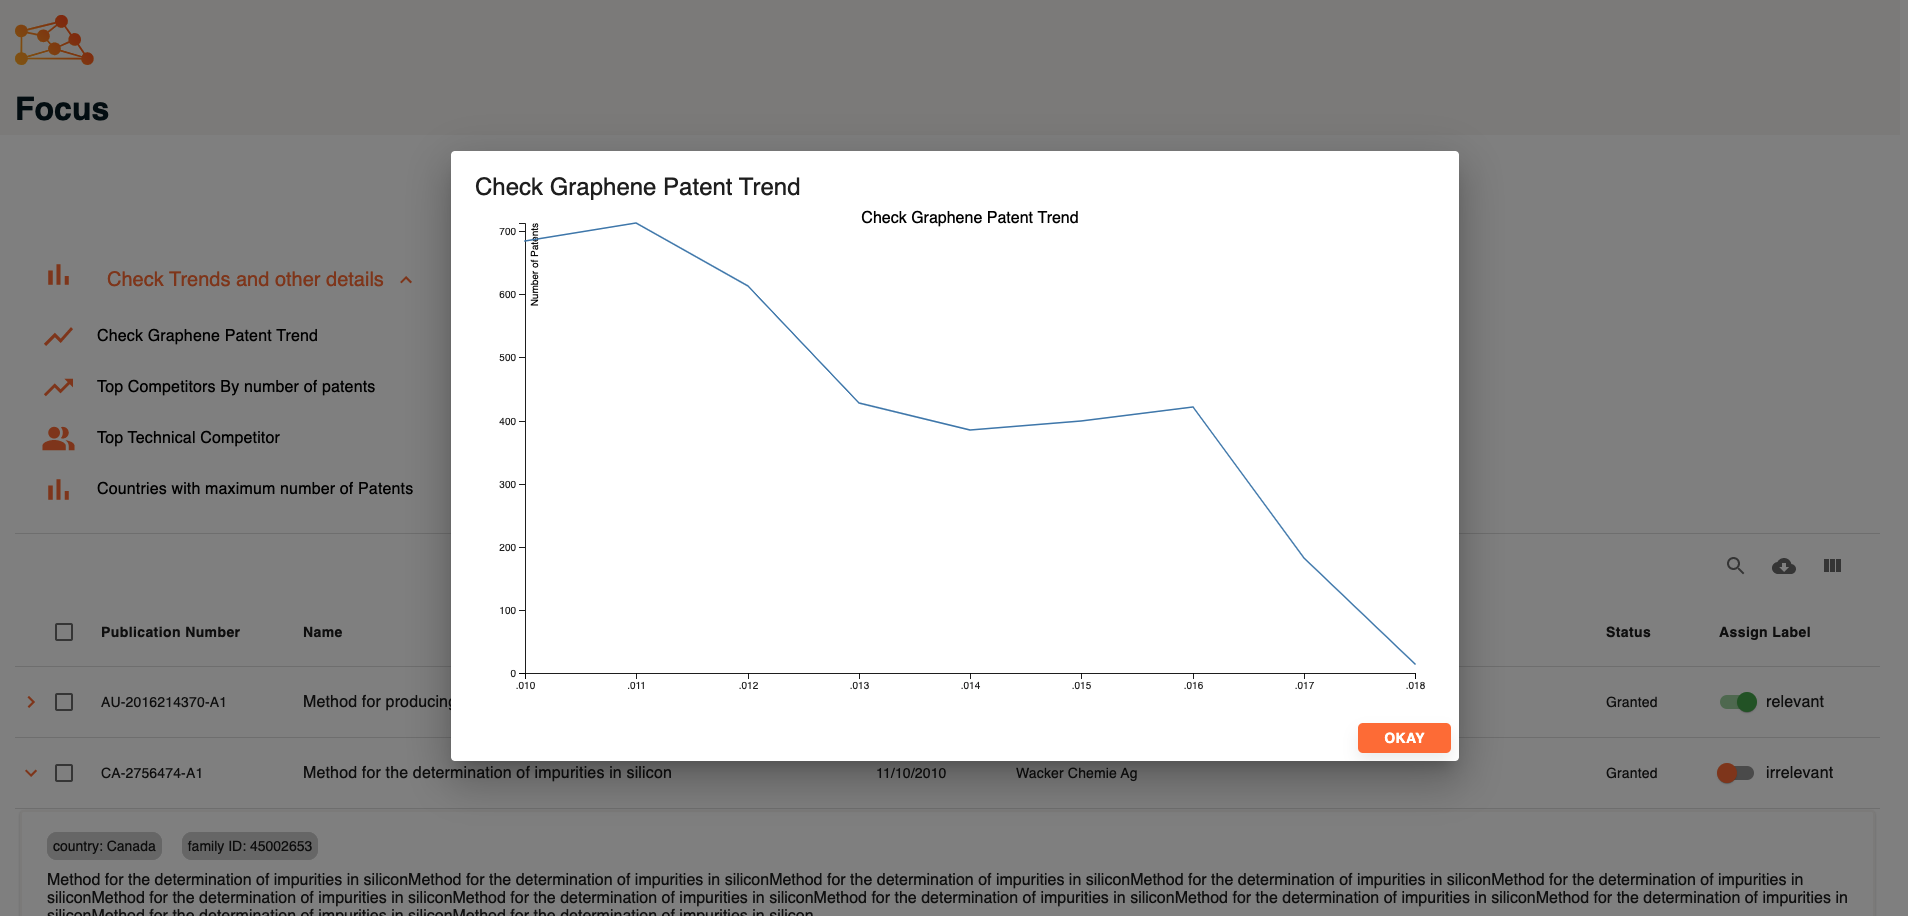 Focus
Check Trends and other details
Check Graphene Patent Trend
Top Competitors By number of patents
Top Technical Competitor
Countries with maximum number of Patents
Check Graphene Patent Trend
Check Graphene Patent Trend
Number of Patents
700
600
500
400
300
200
100
0
.010 .011 .012 .013 .014 .015 .016 .017 .018
OKAY
Publication Number Name Status Assign Label
AU-2016214370-A1 Method for producing Granted relevant
CA-2756474-A1 Method for the determination of impurities in silicon 11/10/2010 Wacker Chemie Ag Granted irrelevant
country: Canada family ID: 45002653
Method for the determination of impurities in siliconMethod for the determination of impurities in siliconMethod for the determination of impurities in siliconMethod for the determination of impurities in siliconMethod for the determination of impurities in
siliconMethod for the determination of impurities in siliconMethod for the determination of impurities in siliconMethod for the determination of impurities in siliconMethod for the determination of impurities in siliconMethod for the determination of impurities in
siliconMethod for the determination of impurities in siliconMethod for the determination of impurities in silicon